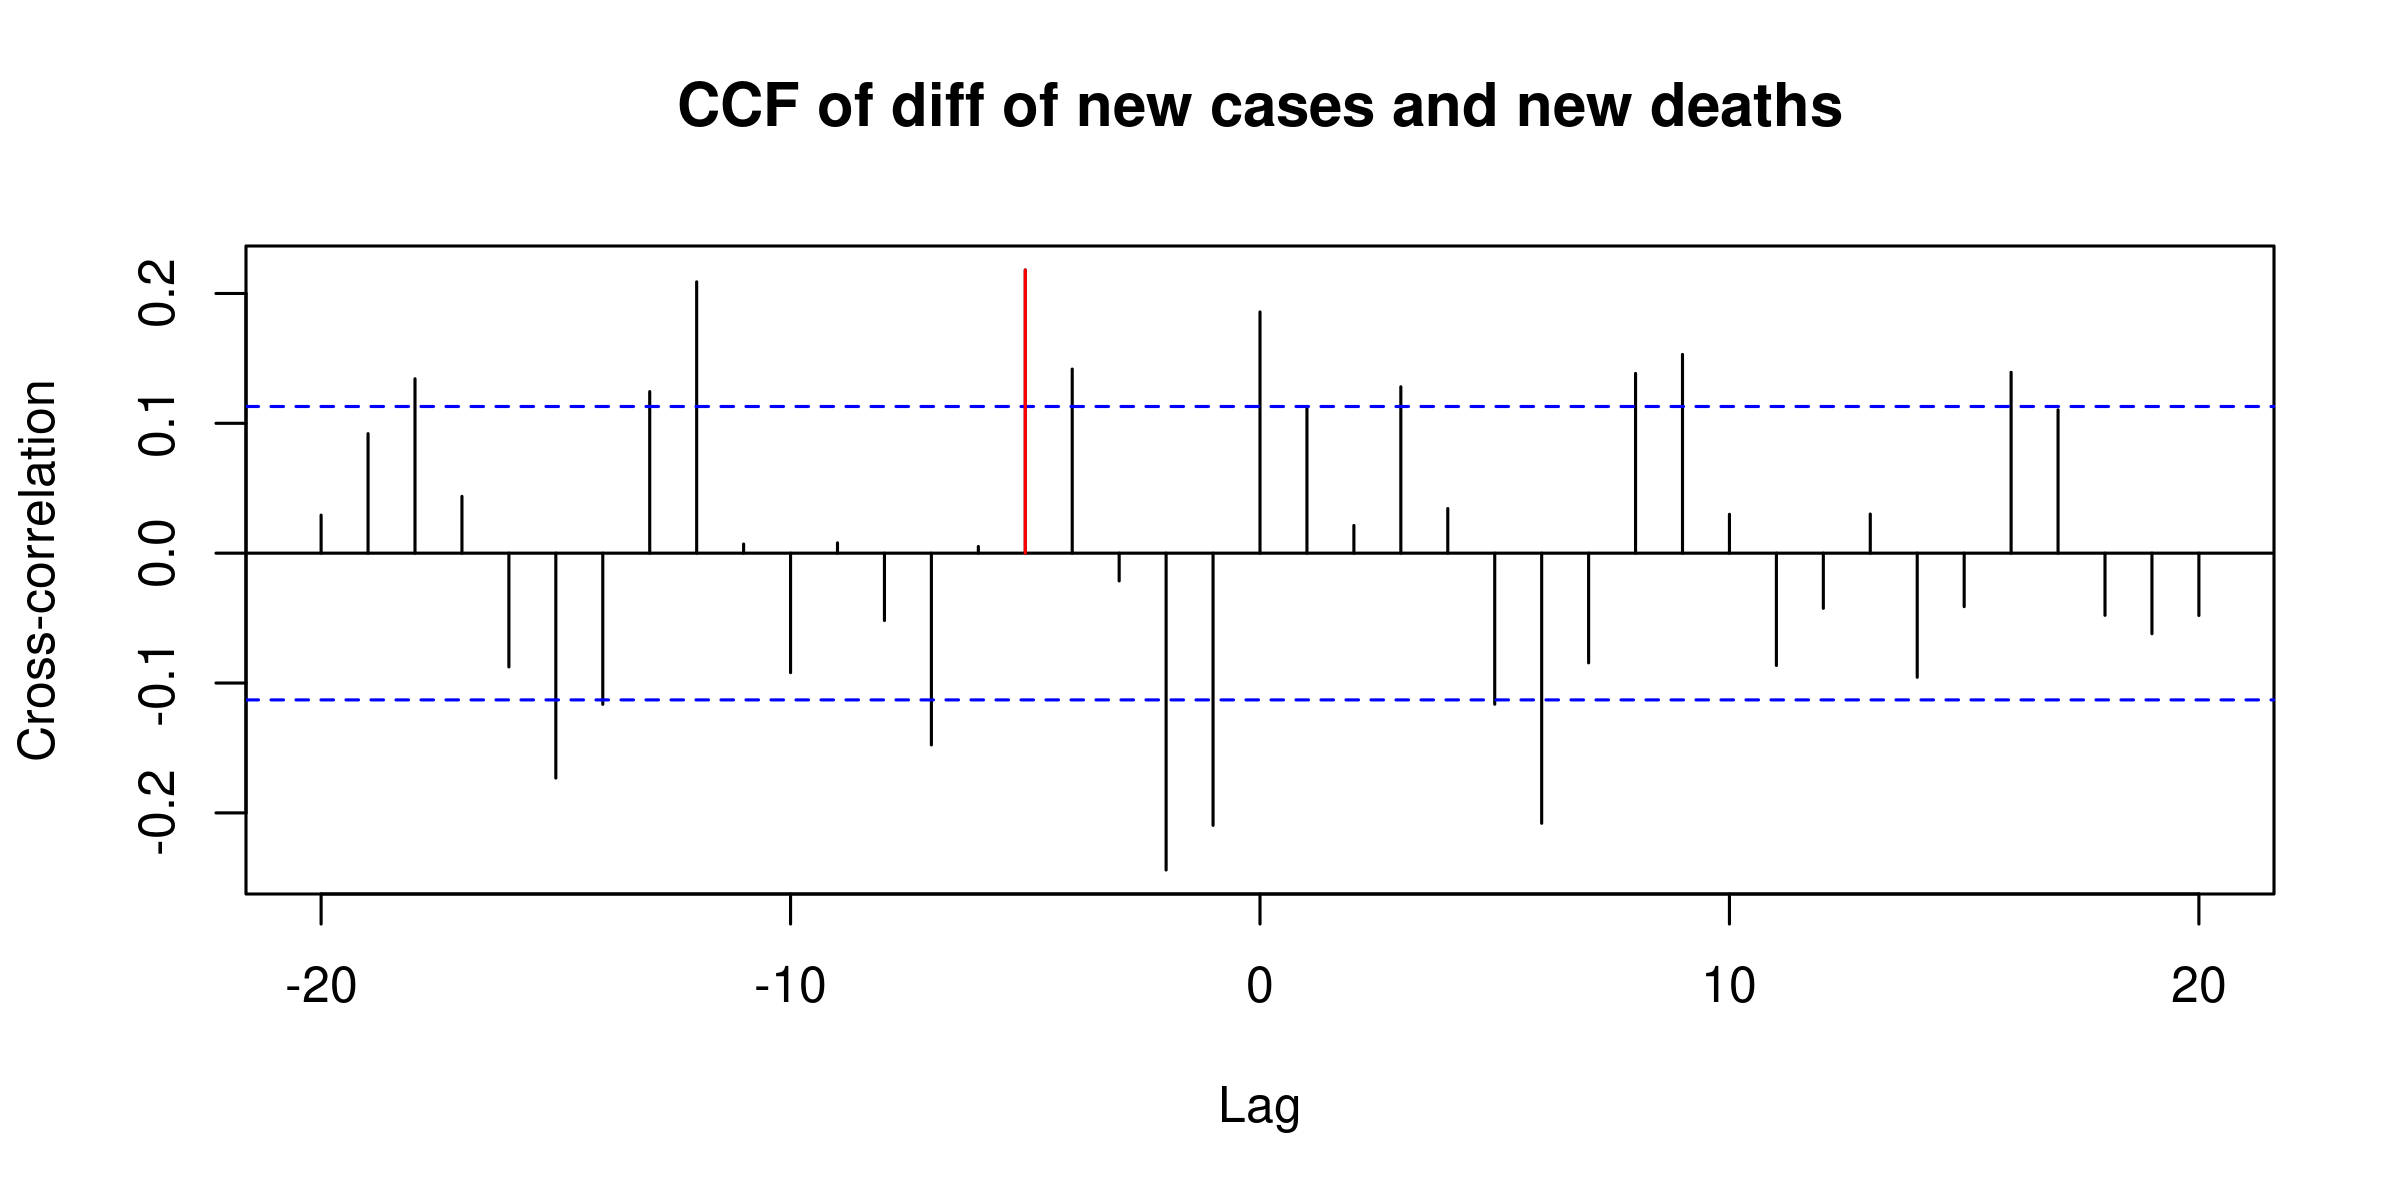 CCF of diff of new cases and new deaths
Cross-correlation
0.2
0.1
0.0
-0.1
-0.2
-20 -10 0 10 20
Lag